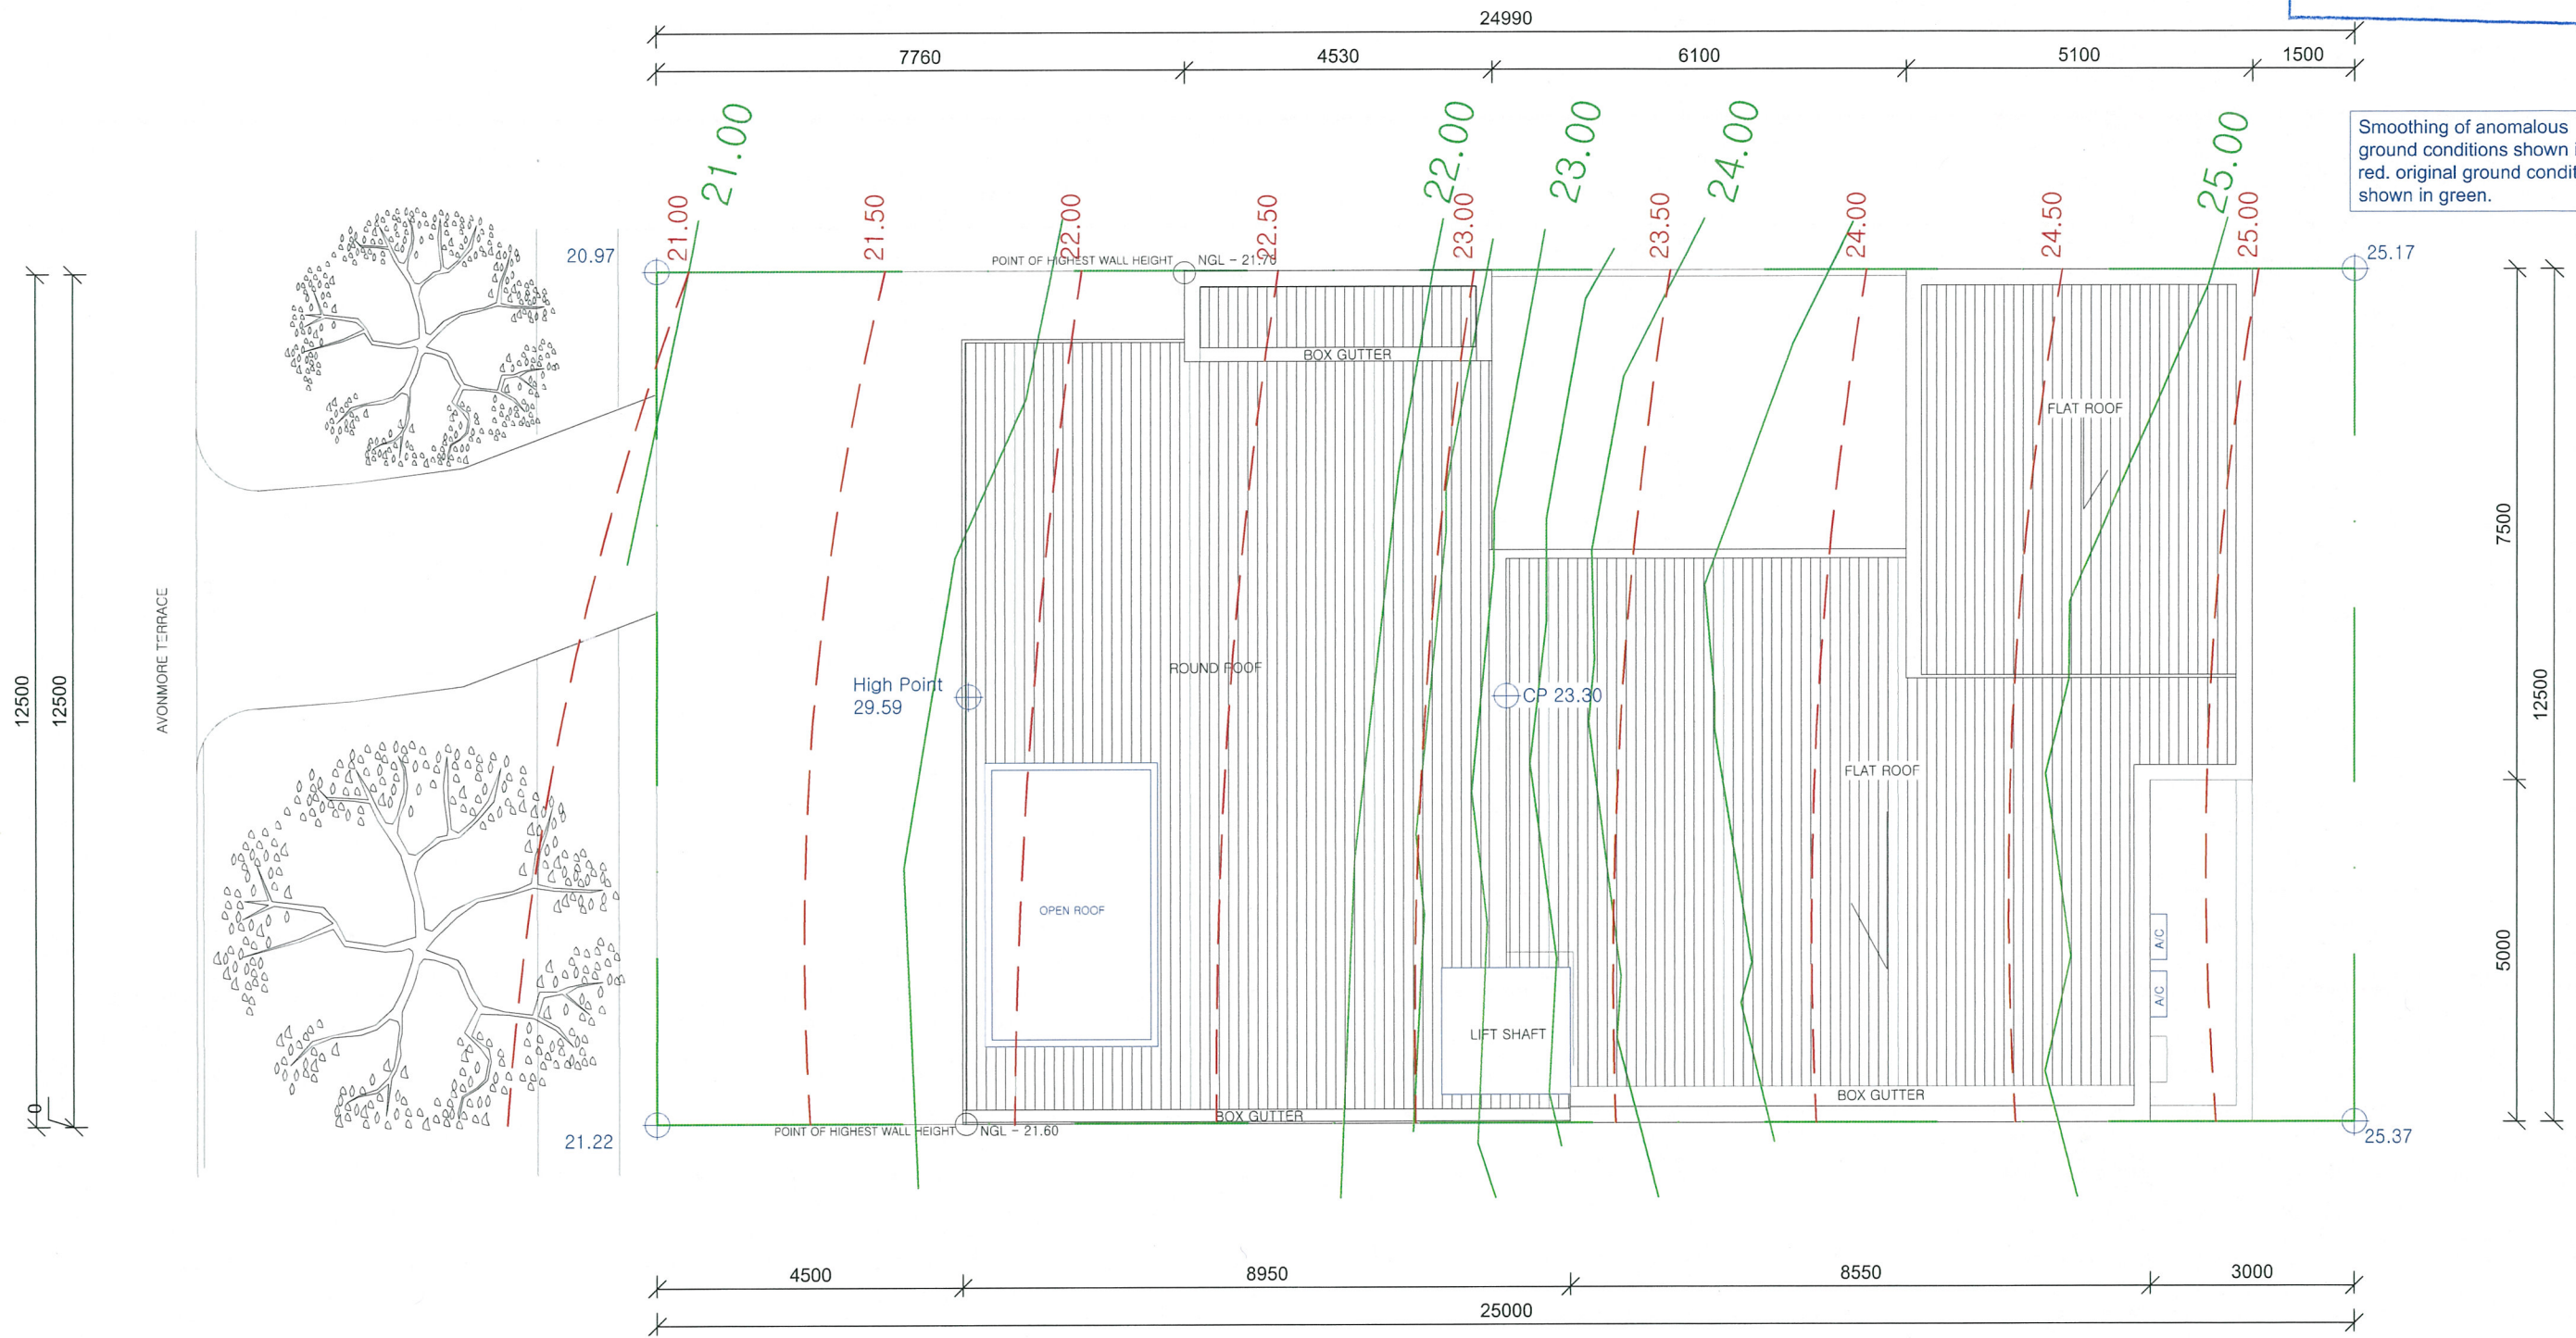 24990
7760
4530
6100
5100
1500
21.00
22.00
23.00
24.00
25.00
Smoothing of anomalous
ground conditions shown
red. original ground
shown in green.
21.00
21.50
22.00
22.50
23.00
23.50
24.00
24.50
25.00
20.97
POINT OF HIGHEST WALL HEIGHT
NGL - 21.70
25.17
BOX GUTTER
FLAT ROOF
7500
AVONMORE TERRACE
ROUND ROOF
High Point
29.59
CP 23.30
12500
12500
12500
FLAT ROOF
OPEN ROOF
A/C
A/C
5000
LIFT SHAFT
BOX GUTTER
BOX GUTTER
0
21.22
POINT OF HIGHEST WALL HEIGHT
NGL - 21.60
25.37
4500
8950
8550
3000
25000